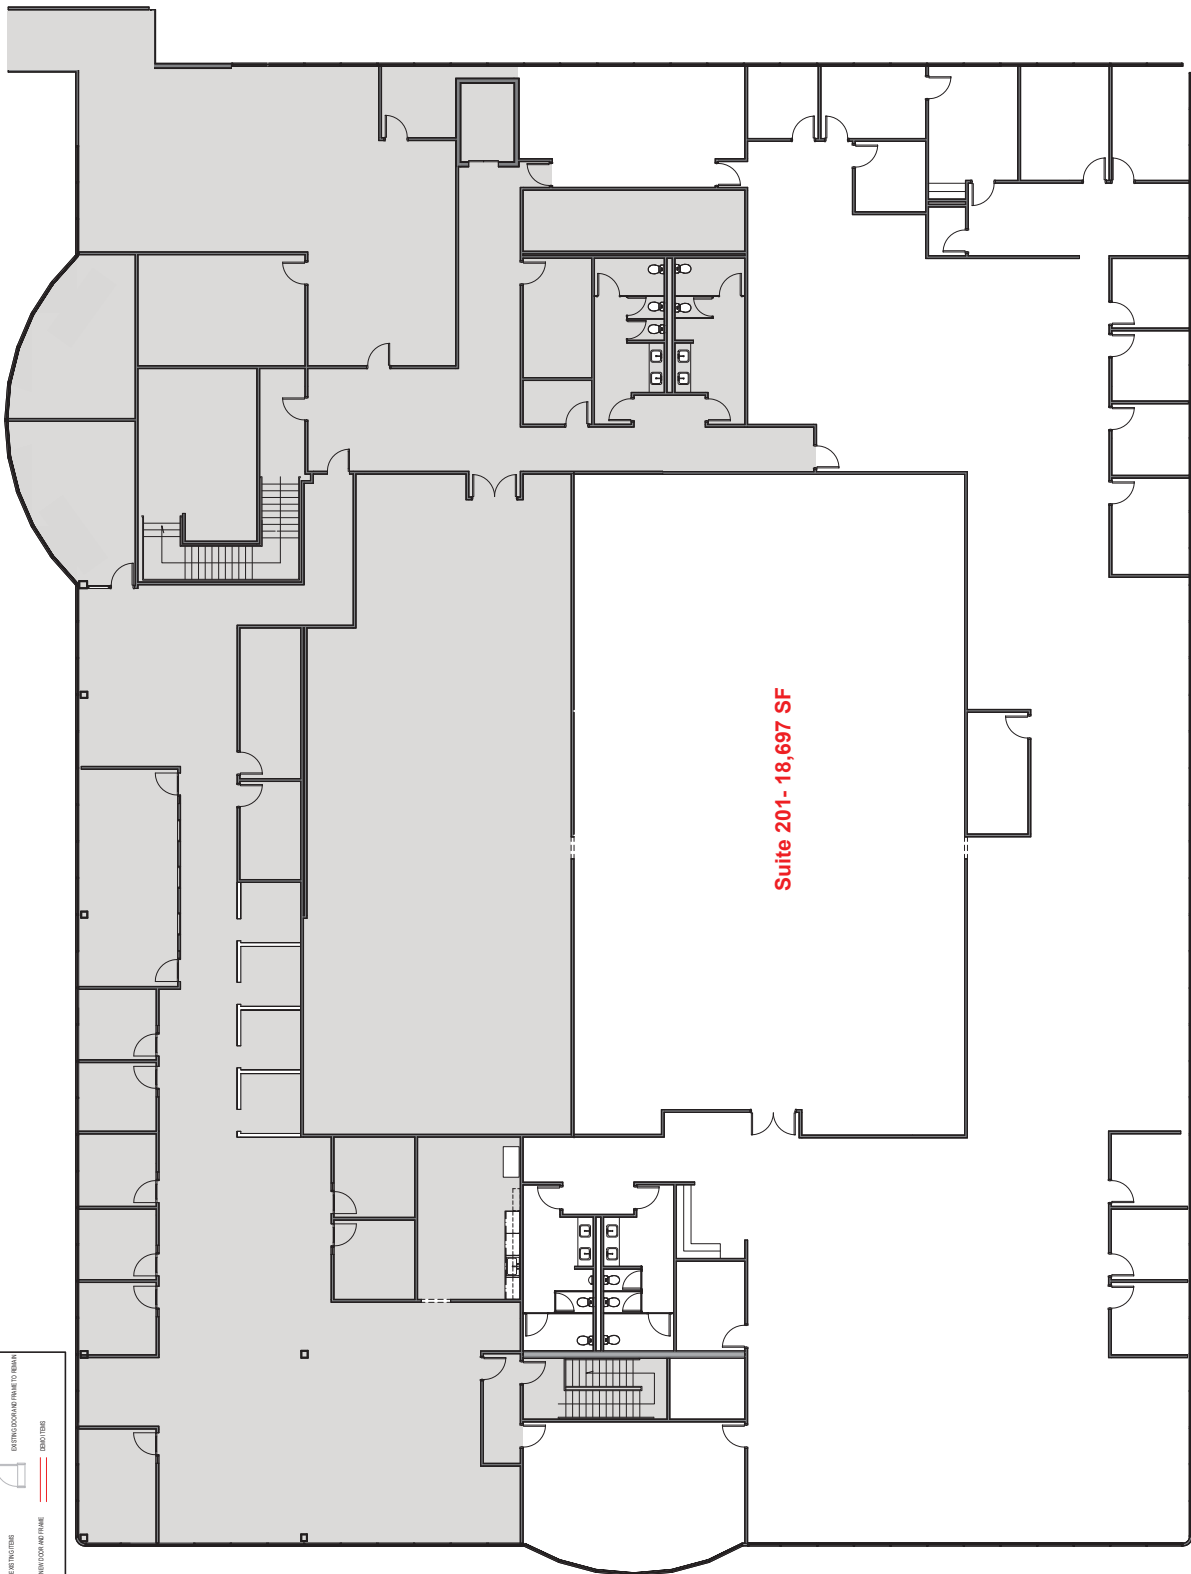 Suite 201- 18,697 SF
EXISTING ITEMS
EXISTING DOOR AND FRAME TO REMAIN
NEW DOOR AND FRAME
DEMO ITEMS